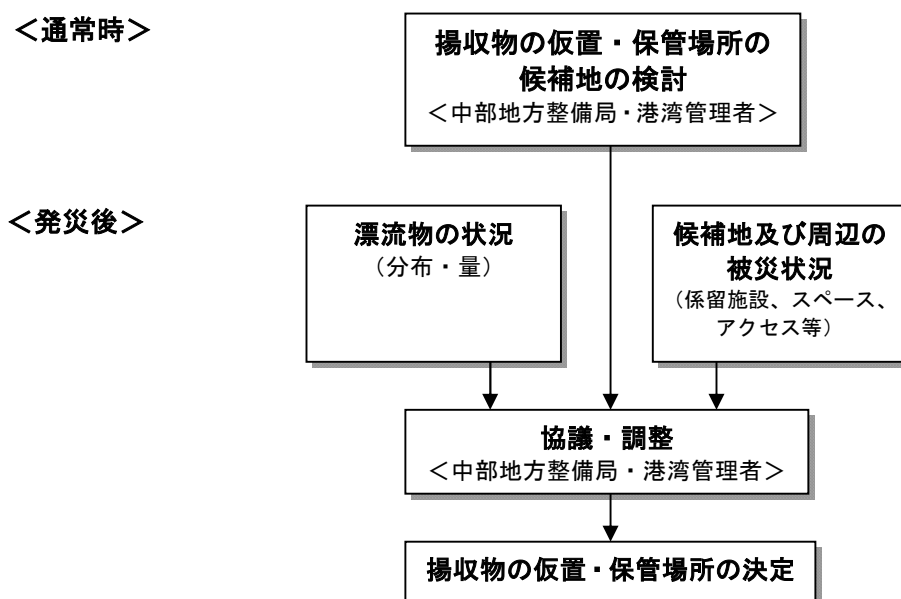 ＜通常時＞
揚収物の仮置・保管場所の
候補地の検討
＜中部地方整備局・港湾管理者＞
＜発災後＞
漂流物の状況
（分布・量）
候補地及び周辺の
被災状況
（係留施設、スペース、
アクセス等）
協議・調整
＜中部地方整備局・港湾管理者＞
揚収物の仮置・保管場所の決定